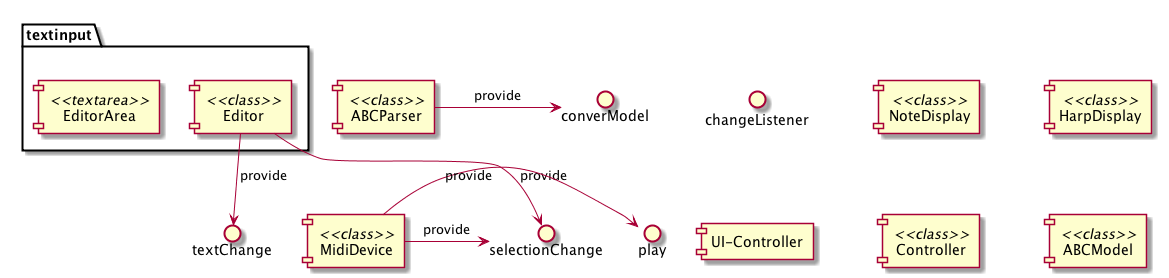 textinput
<<textarea>>
EditorArea
<<class>>
Editor
<<class>>
ABCParser
provide
converModel
changeListener
<<class>>
NoteDisplay
<<class>>
HarpDisplay
provide
provide
provide
textChange
<<class>>
MidiDevice
provide
selectionChange
play
UI-Controller
<<class>>
Controller
<<class>>
ABCModel